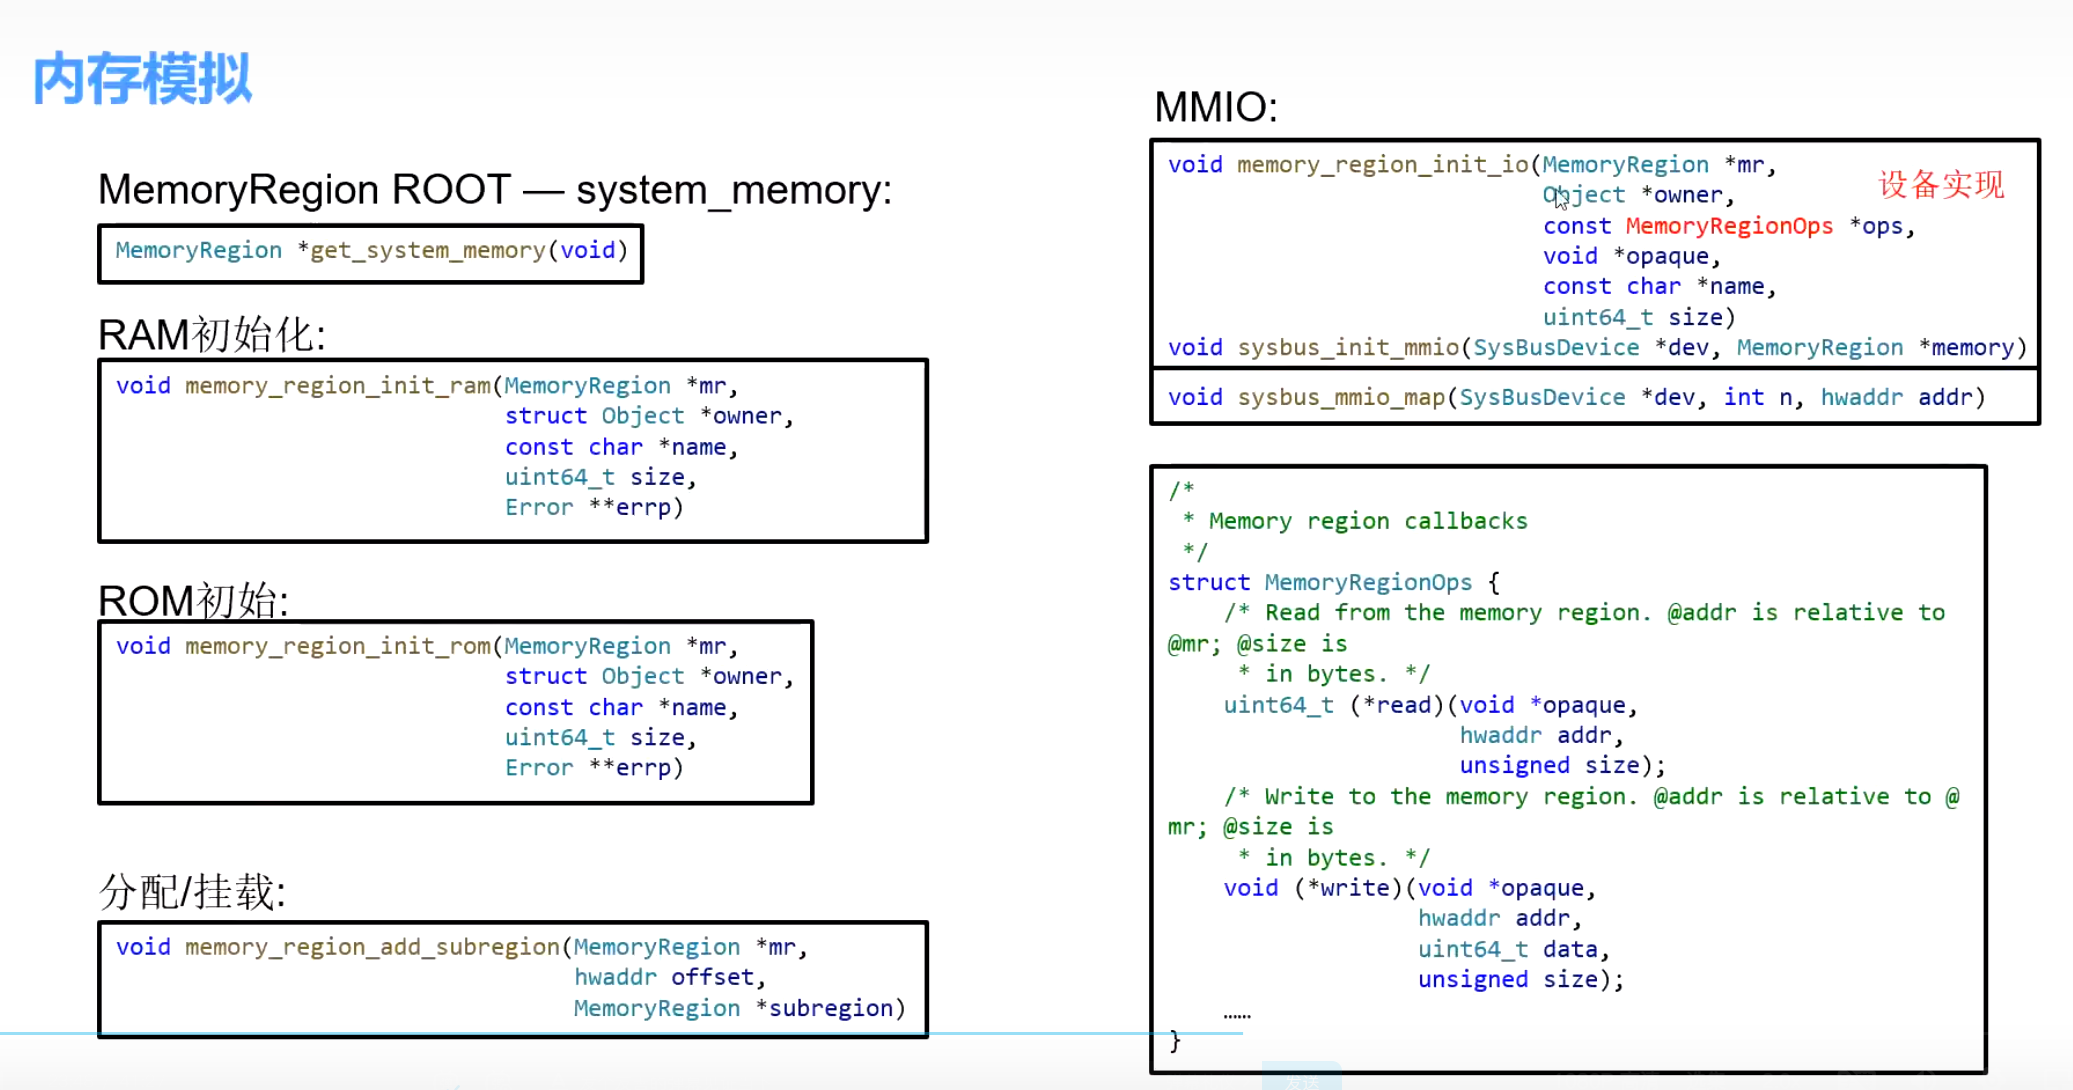 内存模拟
MemoryRegion ROOT — system_memory:
MemoryRegion *get_system_memory(void)
RAM初始化:
void memory_region_init_ram(MemoryRegion *mr,
struct Object *owner,
const char *name,
uint64_t size,
Error **errp)
ROM初始:
void memory_region_init_rom(MemoryRegion *mr,
struct Object *owner,
const char *name,
uint64_t size,
Error **errp)
分配/挂载:
void memory_region_add_subregion(MemoryRegion *mr,
hwaddr offset,
MemoryRegion *subregion)
MMIO:
void memory_region_init_io(MemoryRegion *mr,
Object *owner,
设备实现
const MemoryRegionOps *ops,
void *opaque,
const char *name,
uint64_t size)
void sysbus_init_mmio(SysBusDevice *dev, MemoryRegion *memory)
void sysbus_mmio_map(SysBusDevice *dev, int n, hwaddr addr)
/*
* Memory region callbacks
*/
struct MemoryRegionOps {
/* Read from the memory region. @addr is relative to
@mr; @size is
* in bytes. */
uint64_t (*read)(void *opaque,
hwaddr addr,
unsigned size);
/* Write to the memory region. @addr is relative to @
mr; @size is
* in bytes. */
void (*write)(void *opaque,
hwaddr addr,
uint64_t data,
unsigned size);
……
}
发送